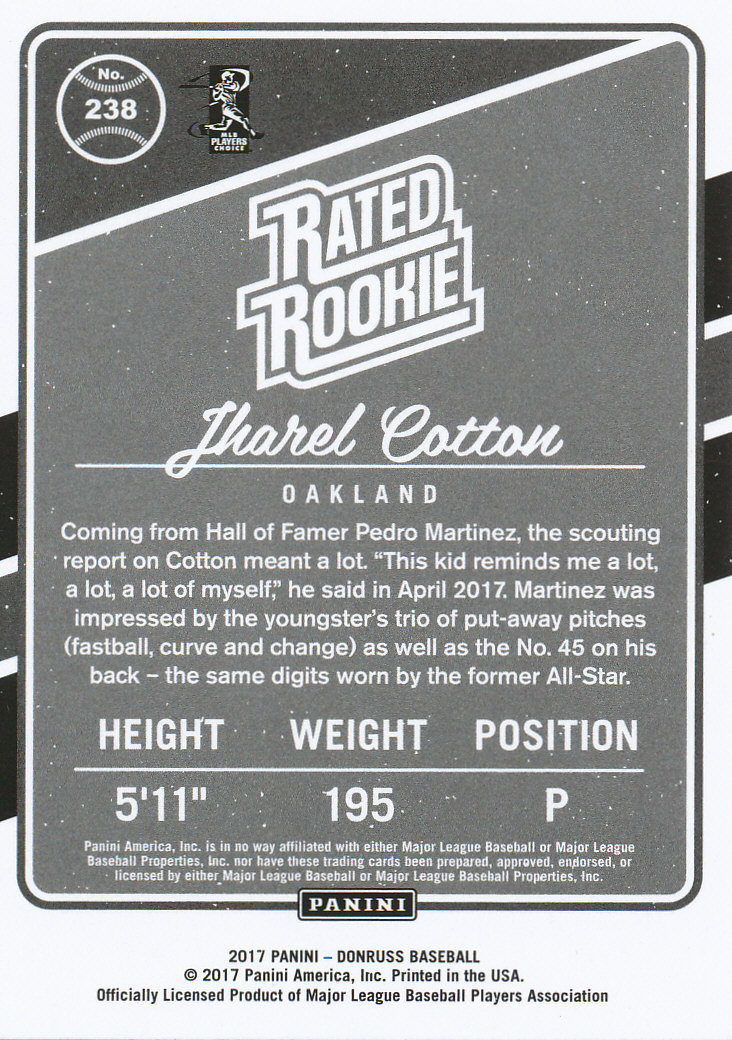 No.
238
MLB
PLAYERS
CHOICE
RATED
ROOKIE
Jharel Cotton
OAKLAND
Coming from Hall of Famer Pedro Martinez, the scouting
report on Cotton meant a lot. “This kid reminds me a lot,
a lot, a lot of myself,” he said in April 2017. Martinez was
impressed by the youngster’s trio of put-away pitches
(fastball, curve and change) as well as the No. 45 on his
back – the same digits worn by the former All-Star.
HEIGHT WEIGHT POSITION
5'11" 195 P
Panini America, Inc. is in no way affiliated with either Major League Baseball or Major League
Baseball Properties, Inc. nor have these trading cards been prepared, approved, endorsed, or
licensed by either Major League Baseball or Major League Baseball Properties, Inc.
PANINI
2017 PANINI – DONRUSS BASEBALL
© 2017 Panini America, Inc. Printed in the USA.
Officially Licensed Product of Major League Baseball Players Association